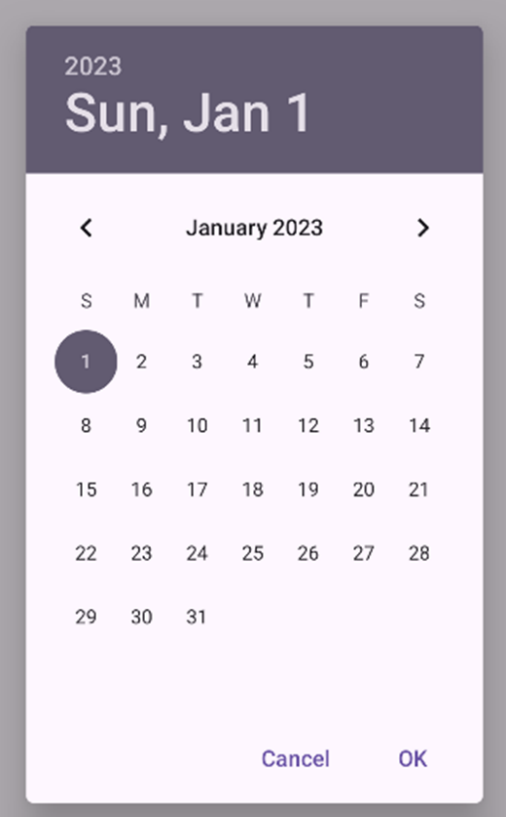 2023
Sun, Jan 1
January 2023
S M T W T F S
1 2 3 4 5 6 7
8 9 10 11 12 13 14
15 16 17 18 19 20 21
22 23 24 25 26 27 28
29 30 31
Cancel OK